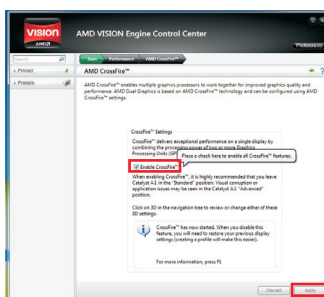 VISION
AMD
AMD VISION Engine Control Center
Preferences
Search
Start Performance AMD CrossFire™
Pinned
Presets
AMD CrossFire™
AMD CrossFire™ enables multiple graphics processors to work together for improved graphics quality and
performance. AMD Dual Graphics is based on AMD CrossFire™ technology and can be configured using AMD
CrossFire™ settings.
CrossFire™ Settings
CrossFire™ delivers exceptional performance on a single display by
combining the processing power of two or more Graphics
Processing Units (GP
Place a check here to enable all CrossFire™ features.
Enable CrossFire™
When enabling CrossFire™, it is highly recommended that you leave
Catalyst A.I. in the "Standard" position. Visual corruption or
application issues may be seen in the Catalyst A.I. "Advanced"
position.
Click on 3D in the navigation tree to review or change either of these
3D settings.
CrossFire™ has now started. When you disable this
feature, you will need to restore your previous display
settings (creating a profile will make this easier).
For more information, press F1
Discard
Apply